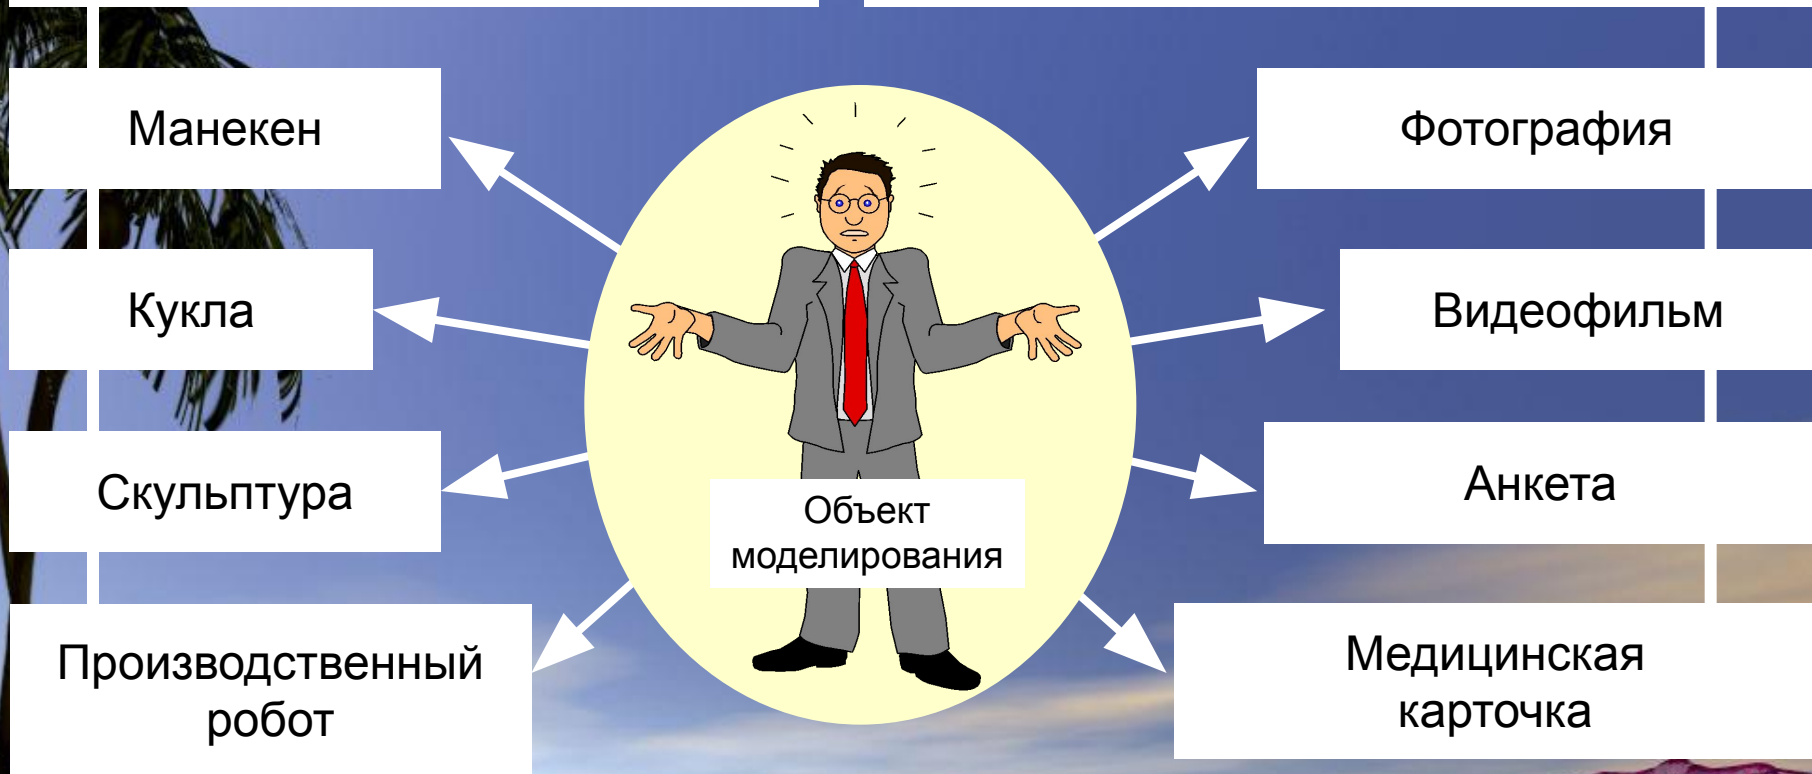 Манекен
Кукла
Скульптура
Производственный
робот
Объект
моделирования
Фотография
Видеофильм
Анкета
Медицинская
карточка